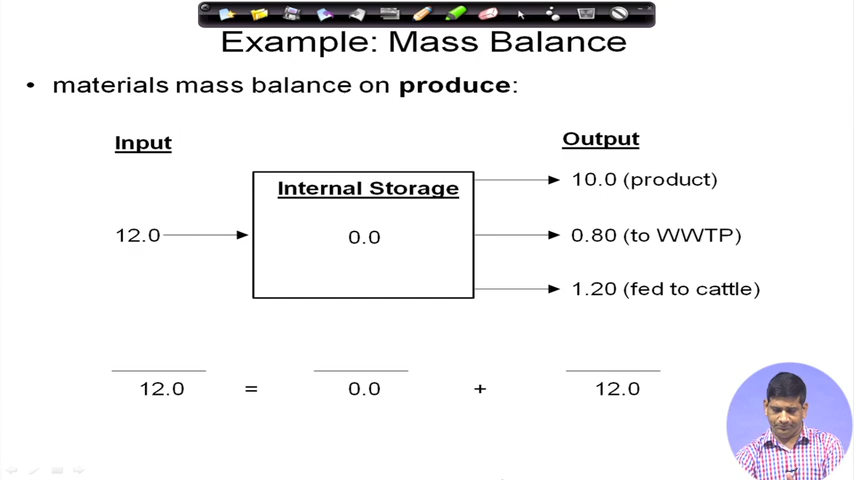 Example: Mass Balance
• materials mass balance on produce:
Input
Output
Internal Storage
10.0 (product)
12.0
0.0
0.80 (to WWTP)
1.20 (fed to cattle)
12.0 = 0.0 + 12.0